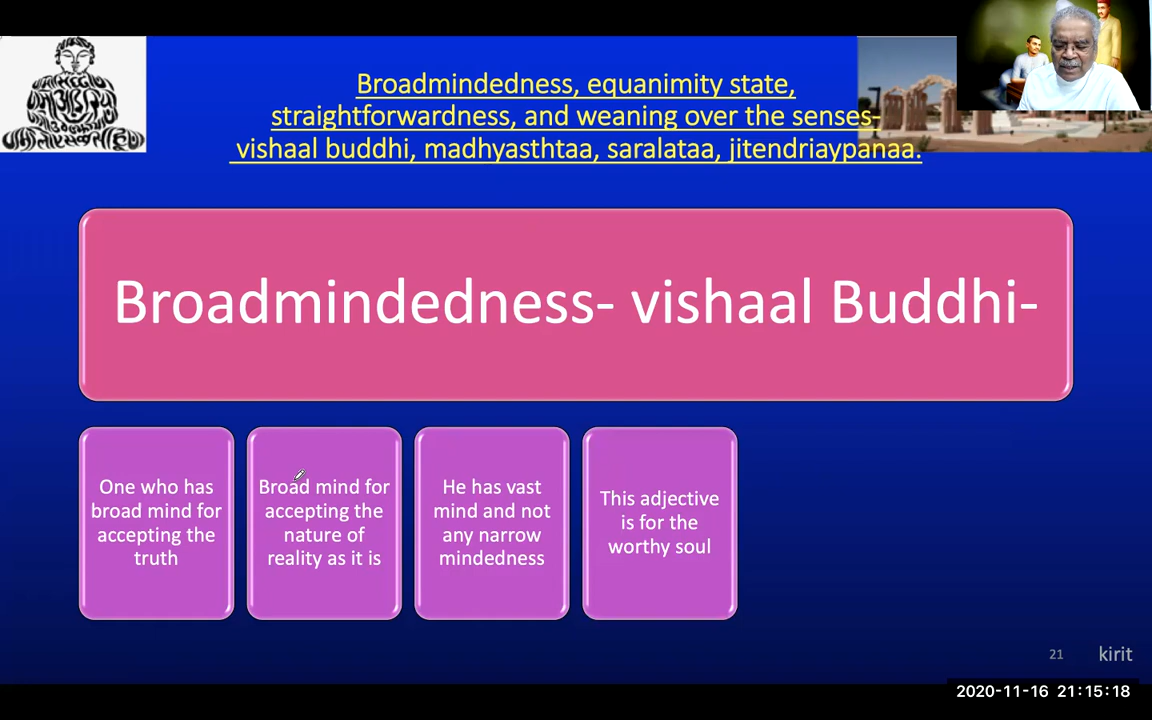 Broadmindedness, equanimity state,
straightforwardness, and weaning over the senses-
vishaal buddhi, madhyasthtaa, saralataa, jitendriaypanaa.
Broadmindedness- vishaal Buddhi-
One who has
broad mind for
accepting the
truth
Broad mind for
accepting the
nature of
reality as it is
He has vast
mind and not
any narrow
mindedness
This adjective
is for the
worthy soul
21
kirit
2020-11-16 21:15:18